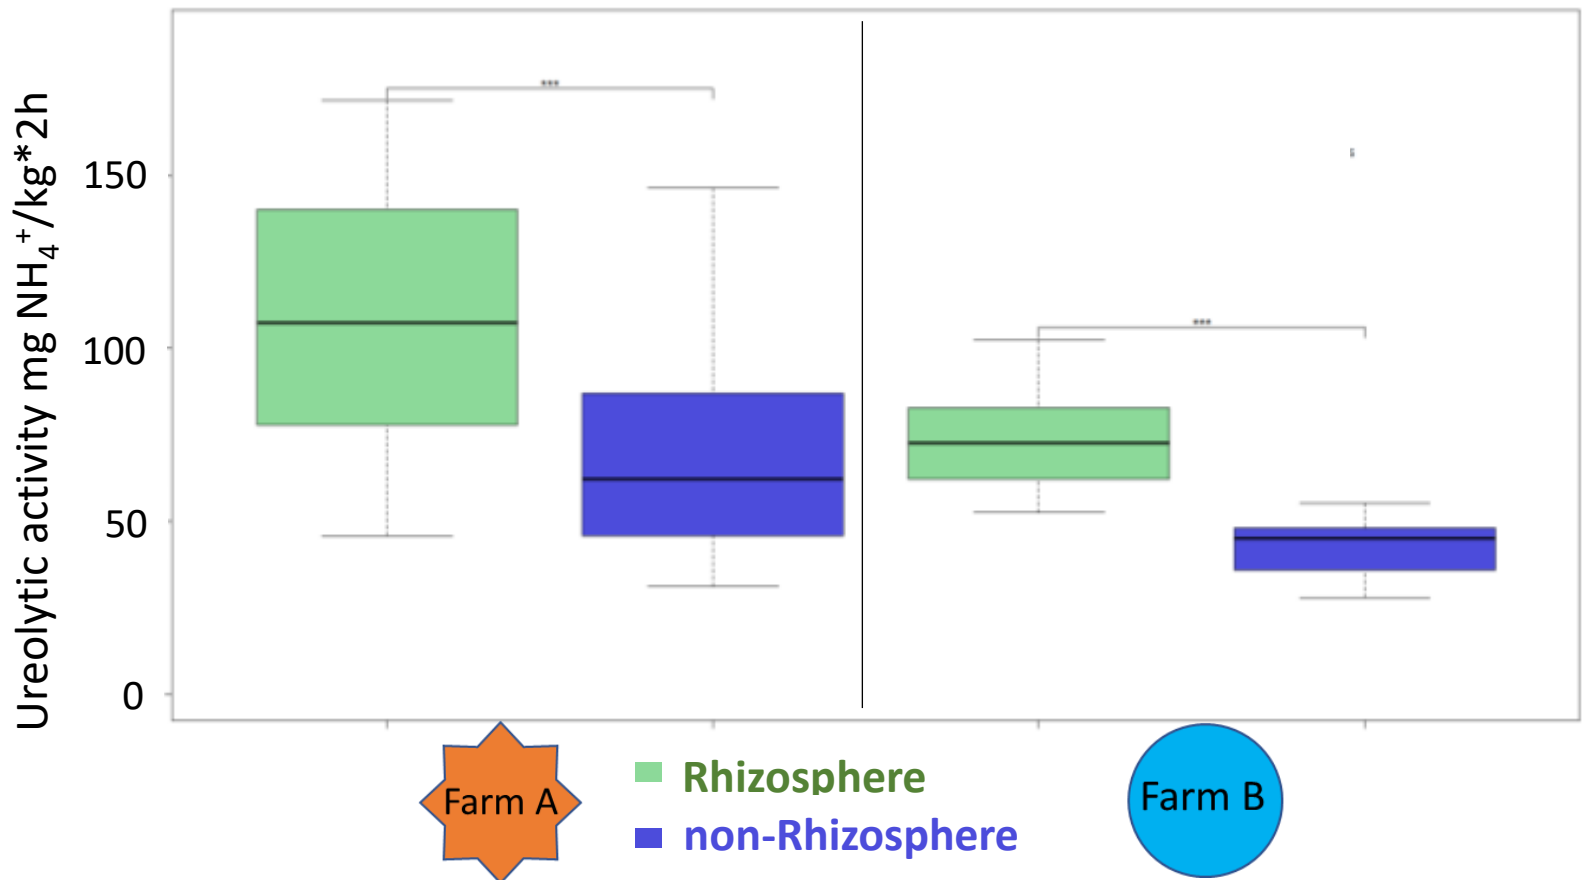 Ureolytic activity mg NH₄⁺/kg*2h
150
100
50
0
***
***
Farm A
Rhizosphere
non-Rhizosphere
Farm B